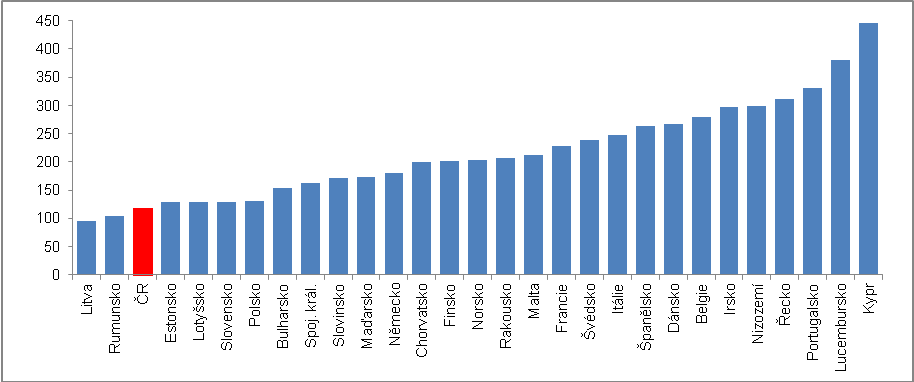 450
400
350
300
250
200
150
100
50
0
Litva
Rumunsko
ČR
Estonsko
Lotyšsko
Slovensko
Polsko
Bulharsko
Spoj. král.
Slovinsko
Maďarsko
Německo
Chorvatsko
Finsko
Norsko
Rakousko
Malta
Francie
Švédsko
Itálie
Španělsko
Dánsko
Belgie
Irsko
Nizozemí
Řecko
Portugalsko
Lucembursko
Kypr